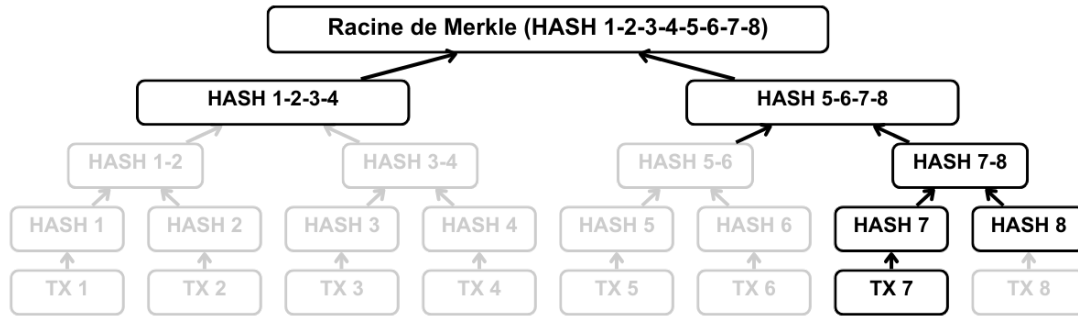 Racine de Merkle (HASH 1-2-3-4-5-6-7-8)
HASH 1-2-3-4
HASH 5-6-7-8
HASH 1-2
HASH 3-4
HASH 5-6
HASH 7-8
HASH 1
HASH 2
HASH 3
HASH 4
HASH 5
HASH 6
HASH 7
HASH 8
TX 1
TX 2
TX 3
TX 4
TX 5
TX 6
TX 7
TX 8